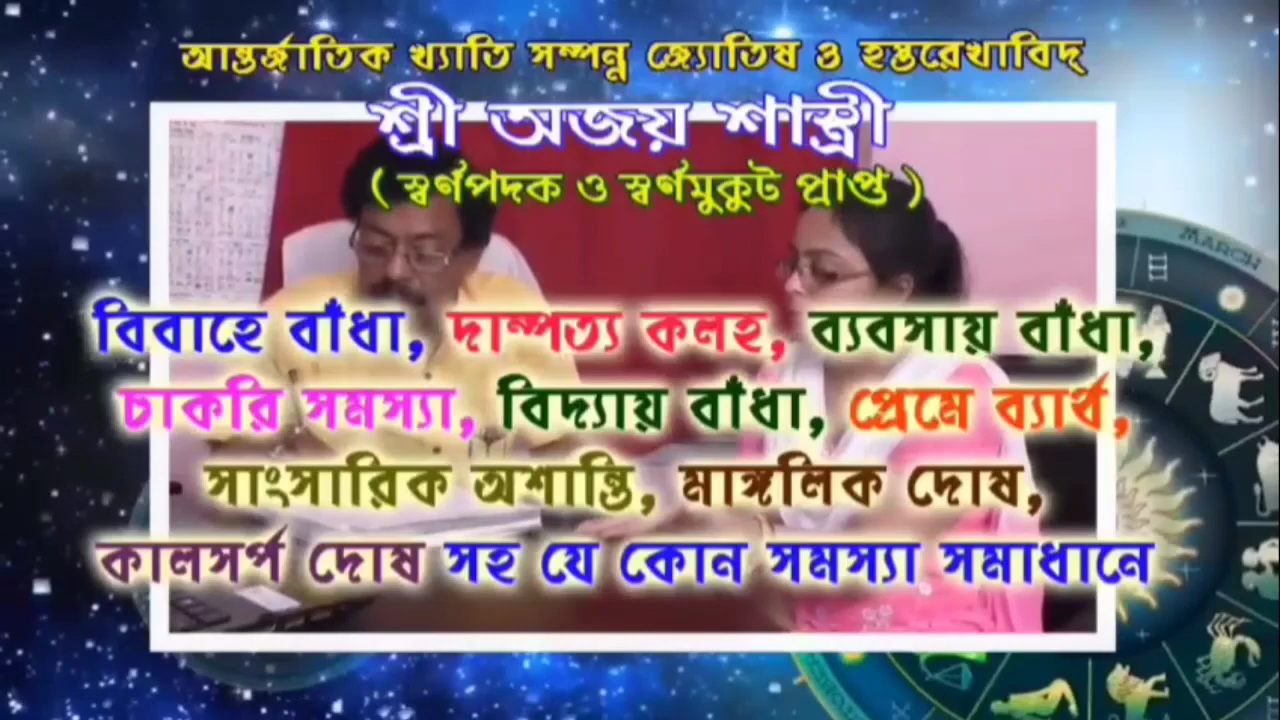 আন্তর্জাতিক খ্যাতি সম্পন্ন জ্যোতিষ ও হস্তরেখাবিদ্
শ্রী অজয় শাস্ত্রী
( স্বর্ণপদক ও স্বর্ণমুকুট প্রাপ্ত )
বিবাহে বাঁধা, দাম্পত্য কলহ, ব্যবসায় বাঁধা,
চাকরি সমস্যা, বিদ্যায় বাঁধা, প্রেমে ব্যার্থ,
সাংসারিক অশান্তি, মাঙ্গলিক দোষ,
কালসর্প দোষ সহ যে কোন সমস্যা সমাধানে
MARCH